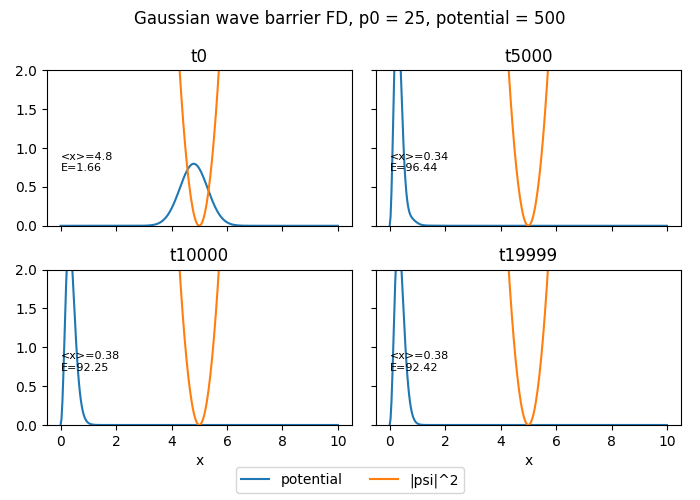 Gaussian wave barrier FD, p0 = 25, potential = 500
t0
2.0
1.5
1.0
0.5
0.0
<x>=4.8
E=1.66
t5000
<x>=0.34
E=96.44
t10000
2.0
1.5
1.0
0.5
0.0
<x>=0.38
E=92.25
0 2 4 6 8 10
x
t19999
<x>=0.38
E=92.42
0 2 4 6 8 10
x
potential |psi|^2